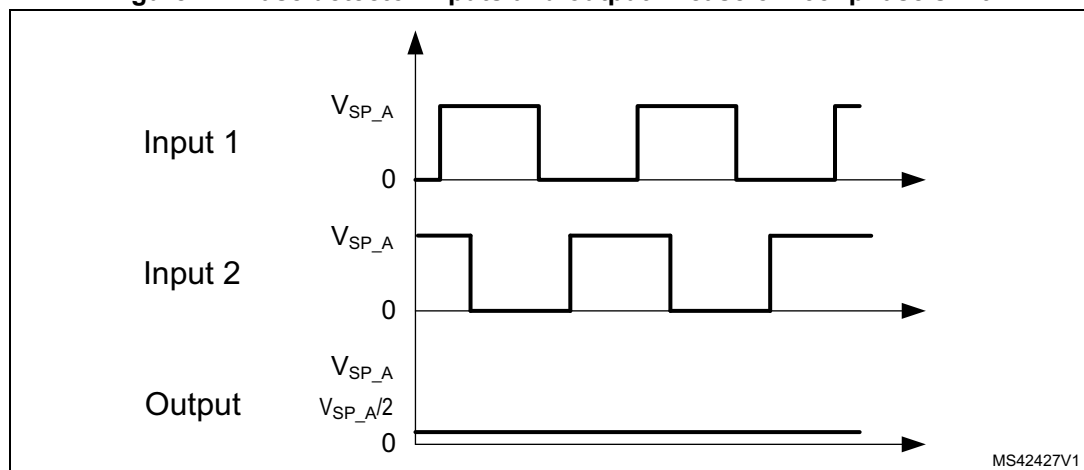 V_SP_A
Input 1
0
V_SP_A
Input 2
0
V_SP_A
Output V_SP_A/2
0
MS42427V1